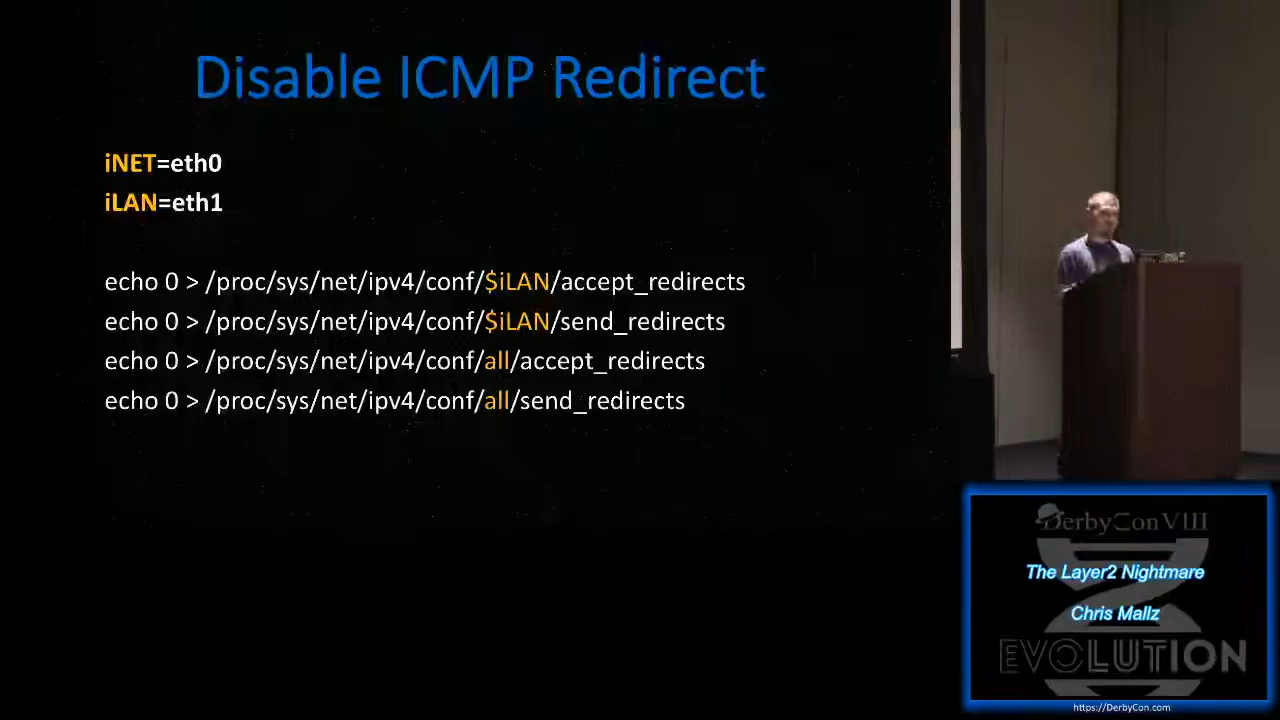 Disable ICMP Redirect
iNET=eth0
iLAN=eth1
echo 0 > /proc/sys/net/ipv4/conf/$iLAN/accept_redirects
echo 0 > /proc/sys/net/ipv4/conf/$iLAN/send_redirects
echo 0 > /proc/sys/net/ipv4/conf/all/accept_redirects
echo 0 > /proc/sys/net/ipv4/conf/all/send_redirects
DerbyCon VIII
The Layer2 Nightmare
Chris Mallz
EVOLUTION
https://DerbyCon.com